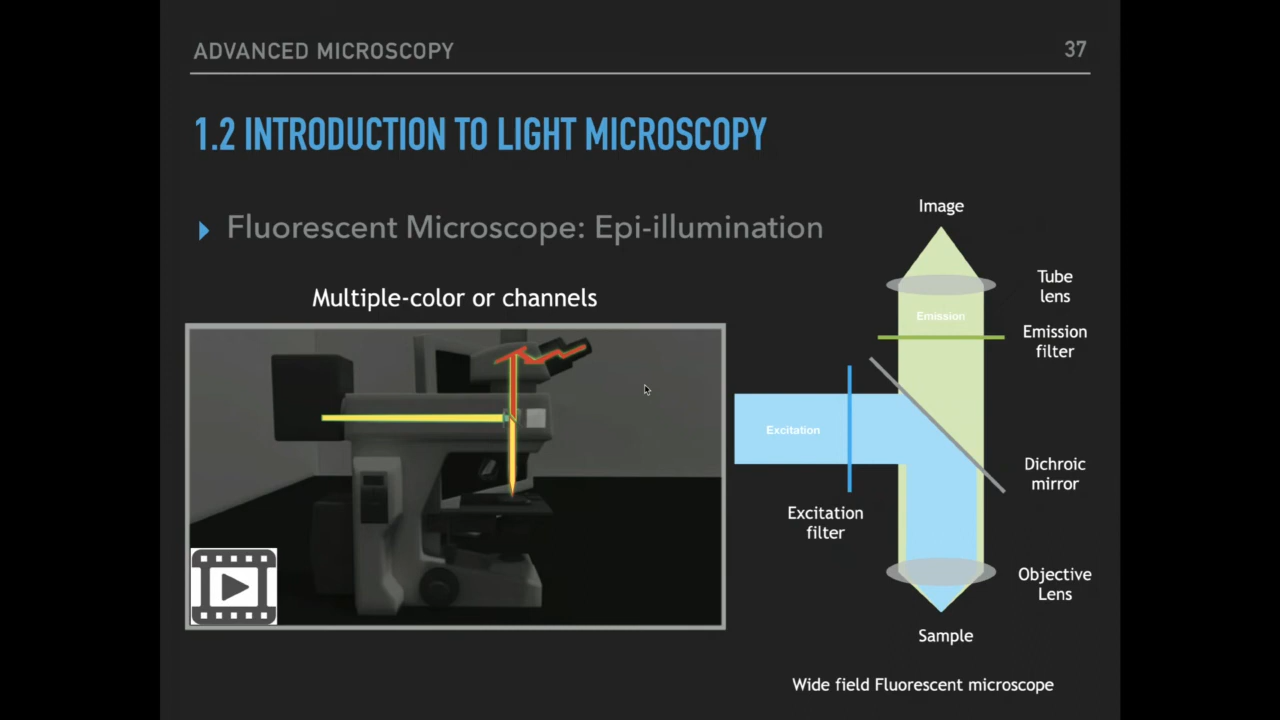 ADVANCED MICROSCOPY
37
1.2 INTRODUCTION TO LIGHT MICROSCOPY
Fluorescent Microscope: Epi-illumination
Multiple-color or channels
Image
Tube
lens
Emission
Emission
filter
Excitation
Dichroic
mirror
Excitation
filter
Objective
Lens
Sample
Wide field Fluorescent microscope